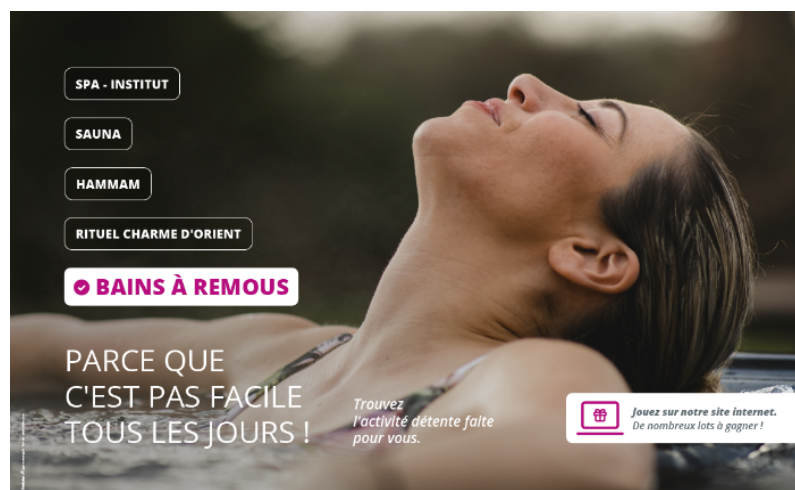 SPA - INSTITUT
SAUNA
HAMMAM
RITUEL CHARME D'ORIENT
BAINS À REMOUS
PARCE QUE
C'EST PAS FACILE
TOUS LES JOURS !
Trouvez
l'activité détente faite
pour vous.
Jouez sur notre site internet.
De nombreux lots à gagner !